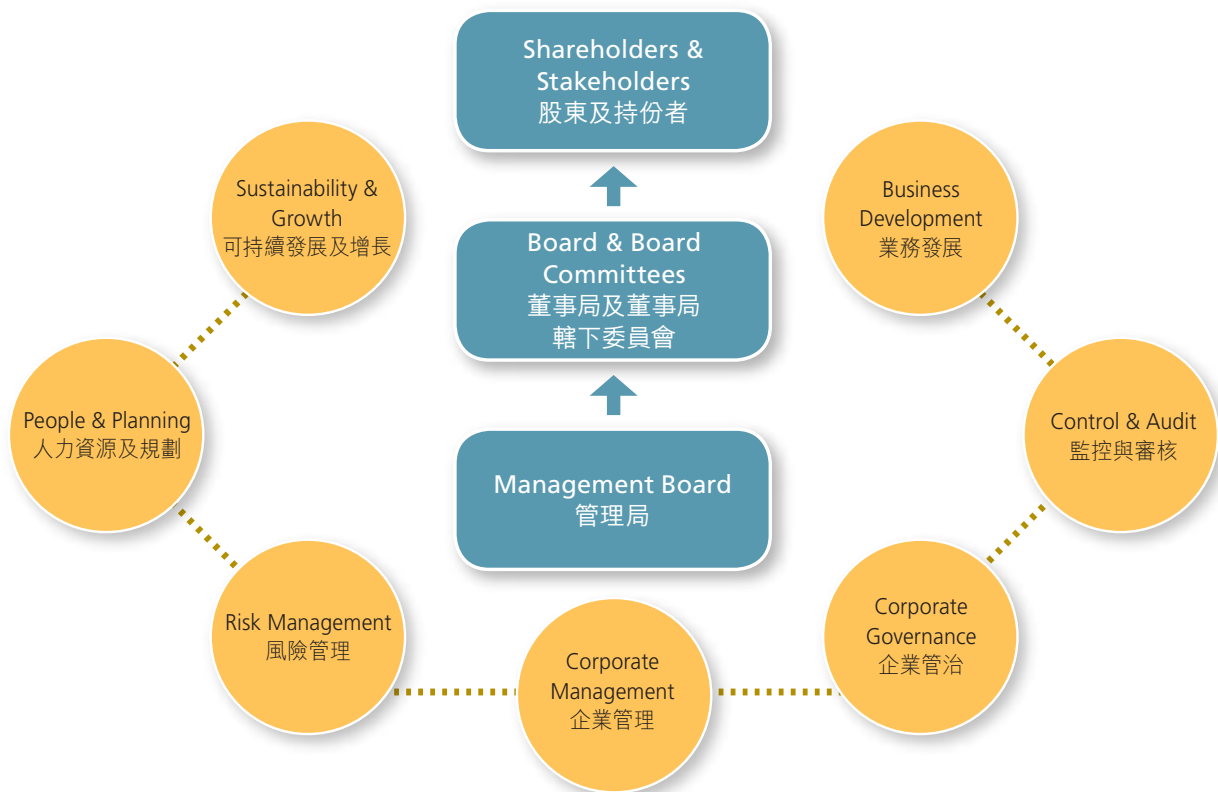 Shareholders &
Stakeholders
股東及持份者
Sustainability &
Growth
可持續發展及增長
Business
Development
業務發展
Board & Board
Committees
董事局及董事局
轄下委員會
People & Planning
人力資源及規劃
Control & Audit
監控與審核
Management Board
管理局
Risk Management
風險管理
Corporate
Governance
企業管治
Corporate
Management
企業管理